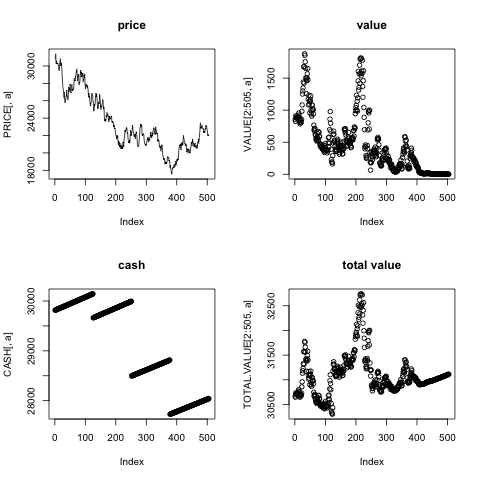 price
PRICE[, a]
18000 22000 24000 30000
0 100 200 300 400 500
Index
value
VALUE[2:505, a]
0 500 1000 1500
0 100 200 300 400 500
Index
cash
CASH[, a]
28000 29000 30000
0 100 200 300 400 500
Index
total value
TOTAL.VALUE[2:505, a]
30500 31500 32500
0 100 200 300 400 500
Index